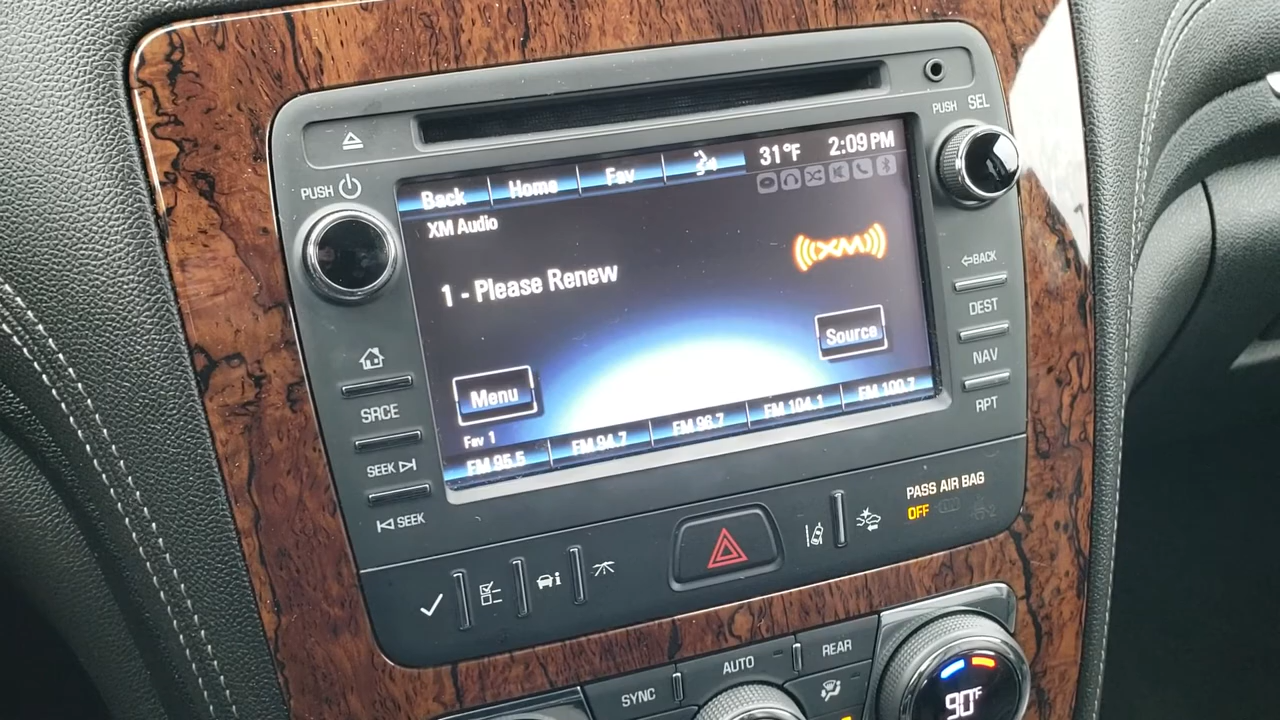 PUSH
PUSH SEL
Back Home Fav 31°F 2:09 PM
XM Audio
XM
1 - Please Renew
Source
Menu
Fav 1
FM 95.5 FM 94.7 FM 96.7 FM 104.1 FM 100.7
SRCE
SEEK
SEEK
BACK
DEST
NAV
RPT
PASS AIR BAG
OFF
SYNC AUTO REAR
90°F